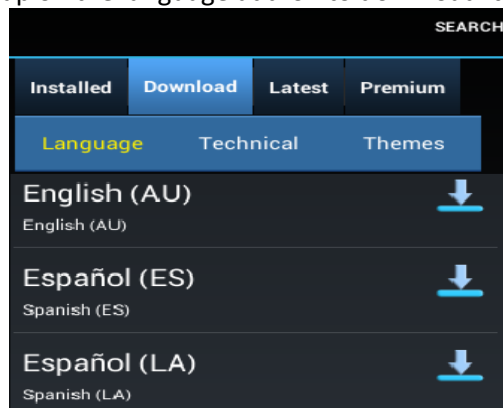 SEARCH
Installed Download Latest Premium
Language Technical Themes
English (AU)
English (AU)
Español (ES)
Spanish (ES)
Español (LA)
Spanish (LA)